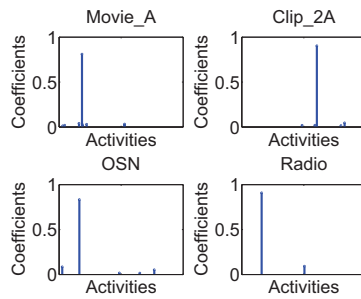 Movie_A
Clip_2A
1
0.5
0
Coefficients
Activities
1
0.5
0
Coefficients
Activities
OSN
Radio
1
0.5
0
Coefficients
Activities
1
0.5
0
Coefficients
Activities